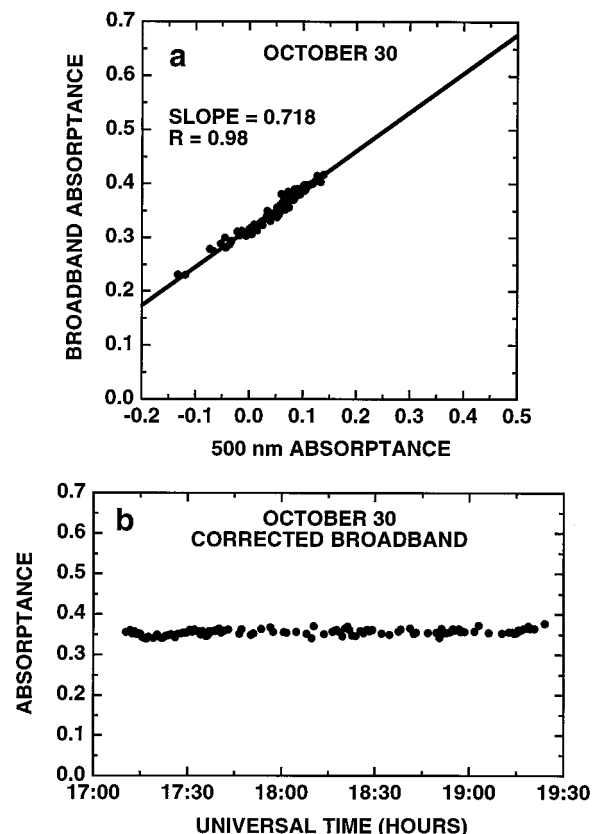 a
OCTOBER 30
SLOPE = 0.718
R = 0.98
BROADBAND ABSORPTANCE
0.7
0.6
0.5
0.4
0.3
0.2
0.1
0.0
-0.2 -0.1 0.0 0.1 0.2 0.3 0.4 0.5
500 nm ABSORPTANCE
b
OCTOBER 30
CORRECTED BROADBAND
ABSORPTANCE
0.7
0.6
0.5
0.4
0.3
0.2
0.1
0.0
17:00 17:30 18:00 18:30 19:00 19:30
UNIVERSAL TIME (HOURS)